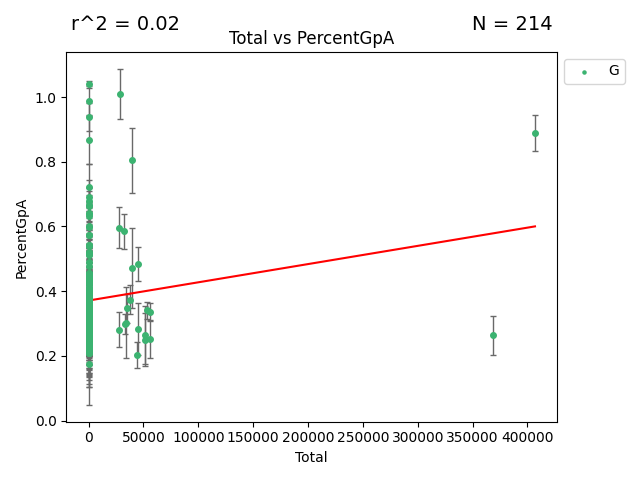 r^2 = 0.02
N = 214
Total vs PercentGpA
G
PercentGpA
1.0
0.8
0.6
0.4
0.2
0.0
0 50000 100000 150000 200000 250000 300000 350000 400000
Total